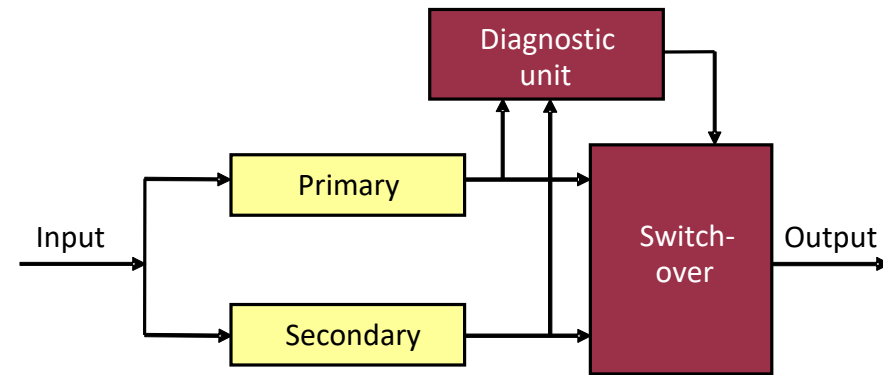 Diagnostic
unit
Primary
Input
Switch-
over
Output
Secondary